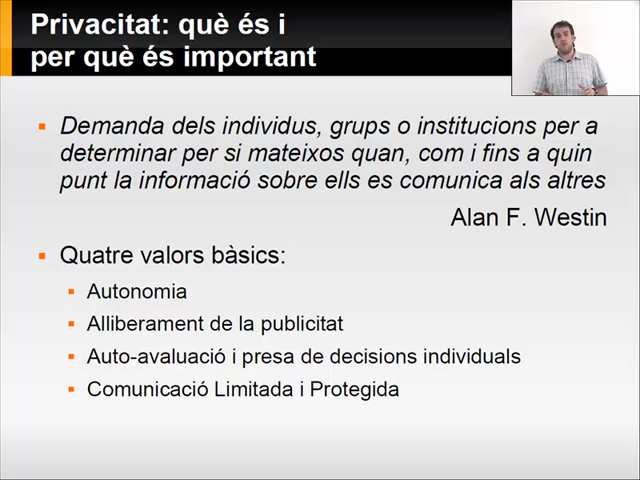 Privacitat: què és i
per què és important
Demanda dels individus, grups o institucions per a
determinar per si mateixos quan, com i fins a quin
punt la informació sobre ells es comunica als altres
Alan F. Westin
Quatre valors bàsics:
Autonomia
Alliberament de la publicitat
Auto-avaluació i presa de decisions individuals
Comunicació Limitada i Protegida